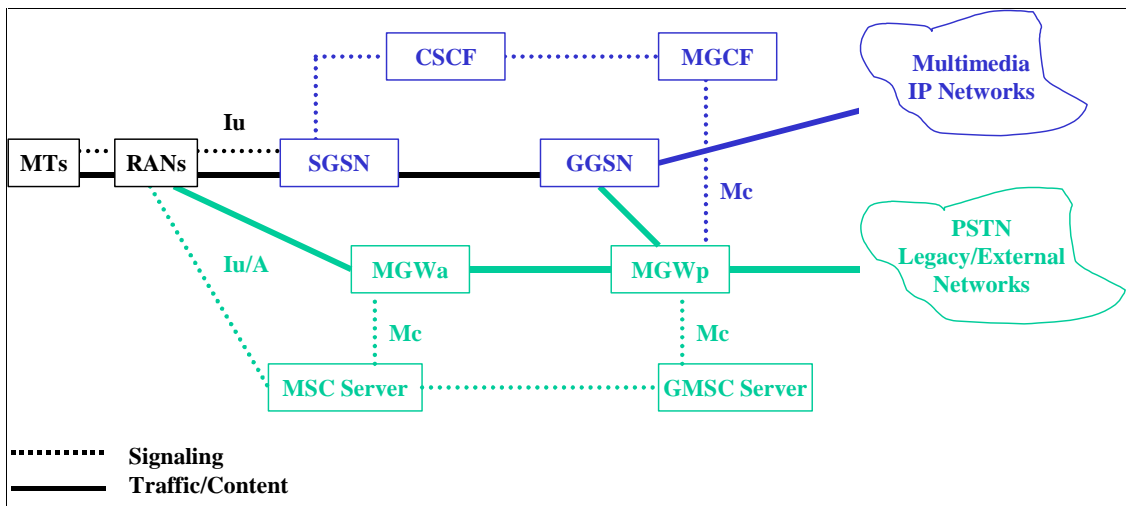 CSCF
MGCF
Multimedia
IP Networks
Iu
MTs
RANs
SGSN
GGSN
Mc
PSTN
Legacy/External
Networks
Iu/A
MGWa
MGWp
Mc
Mc
MSC Server
GMSC Server
Signaling
Traffic/Content